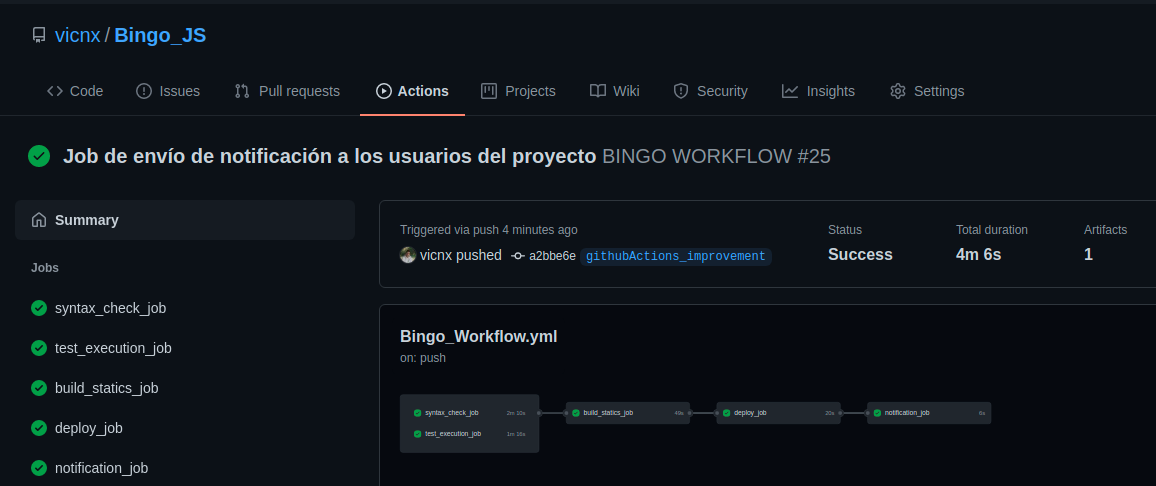 vicnx / Bingo_JS
Code Issues Pull requests Actions Projects Wiki Security Insights Settings
Job de envío de notificación a los usuarios del proyecto BINGO WORKFLOW #25
Summary
Jobs
syntax_check_job
test_execution_job
build_statics_job
deploy_job
notification_job
Triggered via push 4 minutes ago
vicnx pushed a2bbe6e githubActions_improvement
Status
Success
Total duration
4m 6s
Artifacts
1
Bingo_Workflow.yml
on: push
syntax_check_job 2m 10s
test_execution_job 1m 16s
build_statics_job 49s
deploy_job 30s
notification_job 6s